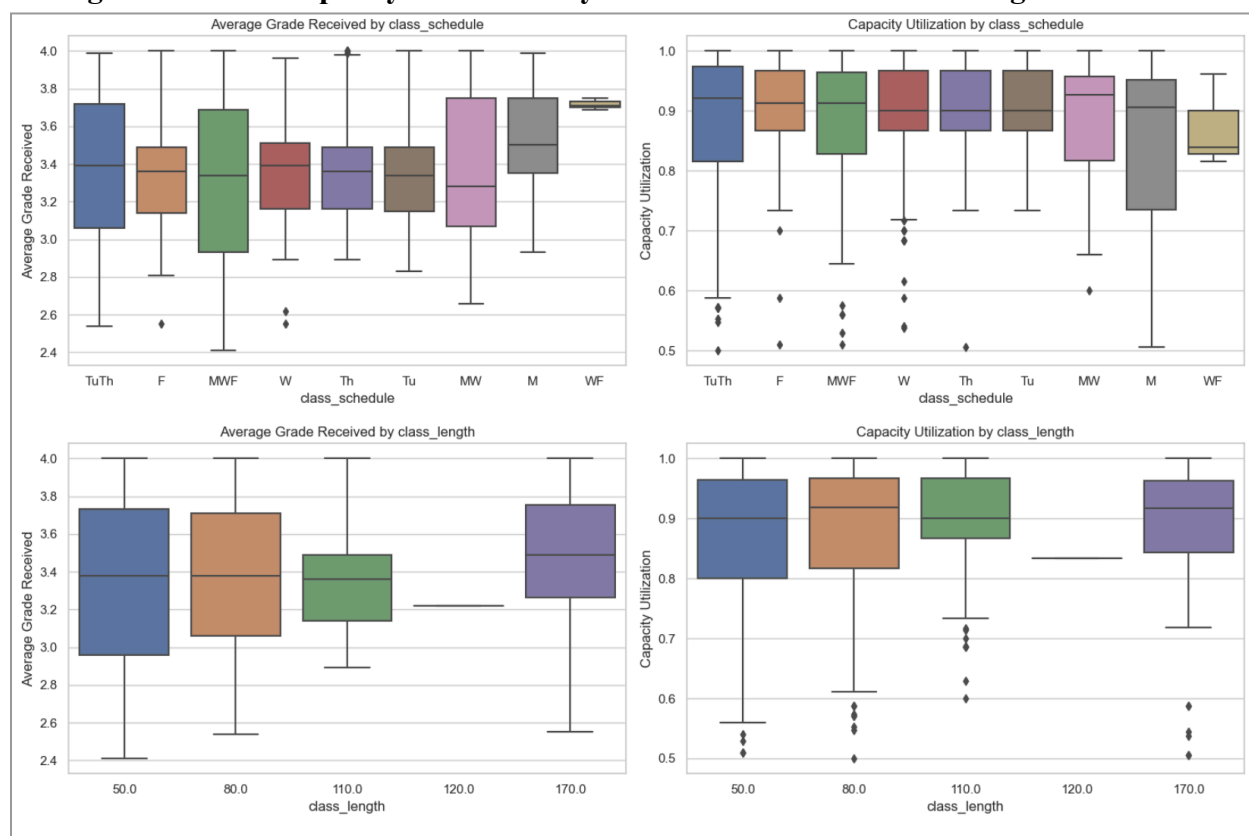 Average Grade Received by class_schedule
Average Grade Received
4.0
3.8
3.6
3.4
3.2
3.0
2.8
2.6
2.4
TuTh F MWF W Th Tu MW M WF
class_schedule
Capacity Utilization by class_schedule
Capacity Utilization
1.0
0.9
0.8
0.7
0.6
0.5
TuTh F MWF W Th Tu MW M WF
class_schedule
Average Grade Received by class_length
Average Grade Received
4.0
3.8
3.6
3.4
3.2
3.0
2.8
2.6
2.4
50.0 80.0 110.0 120.0 170.0
class_length
Capacity Utilization by class_length
Capacity Utilization
1.0
0.9
0.8
0.7
0.6
0.5
50.0 80.0 110.0 120.0 170.0
class_length